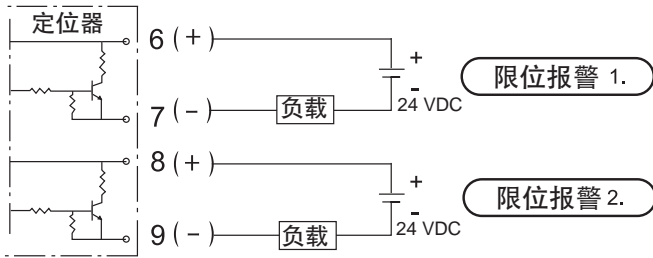 定位器
6 (+)
+
限位报警 1.
-
7 (-)
负载
24 VDC
8 (+)
+
限位报警 2.
-
9 (-)
负载
24 VDC